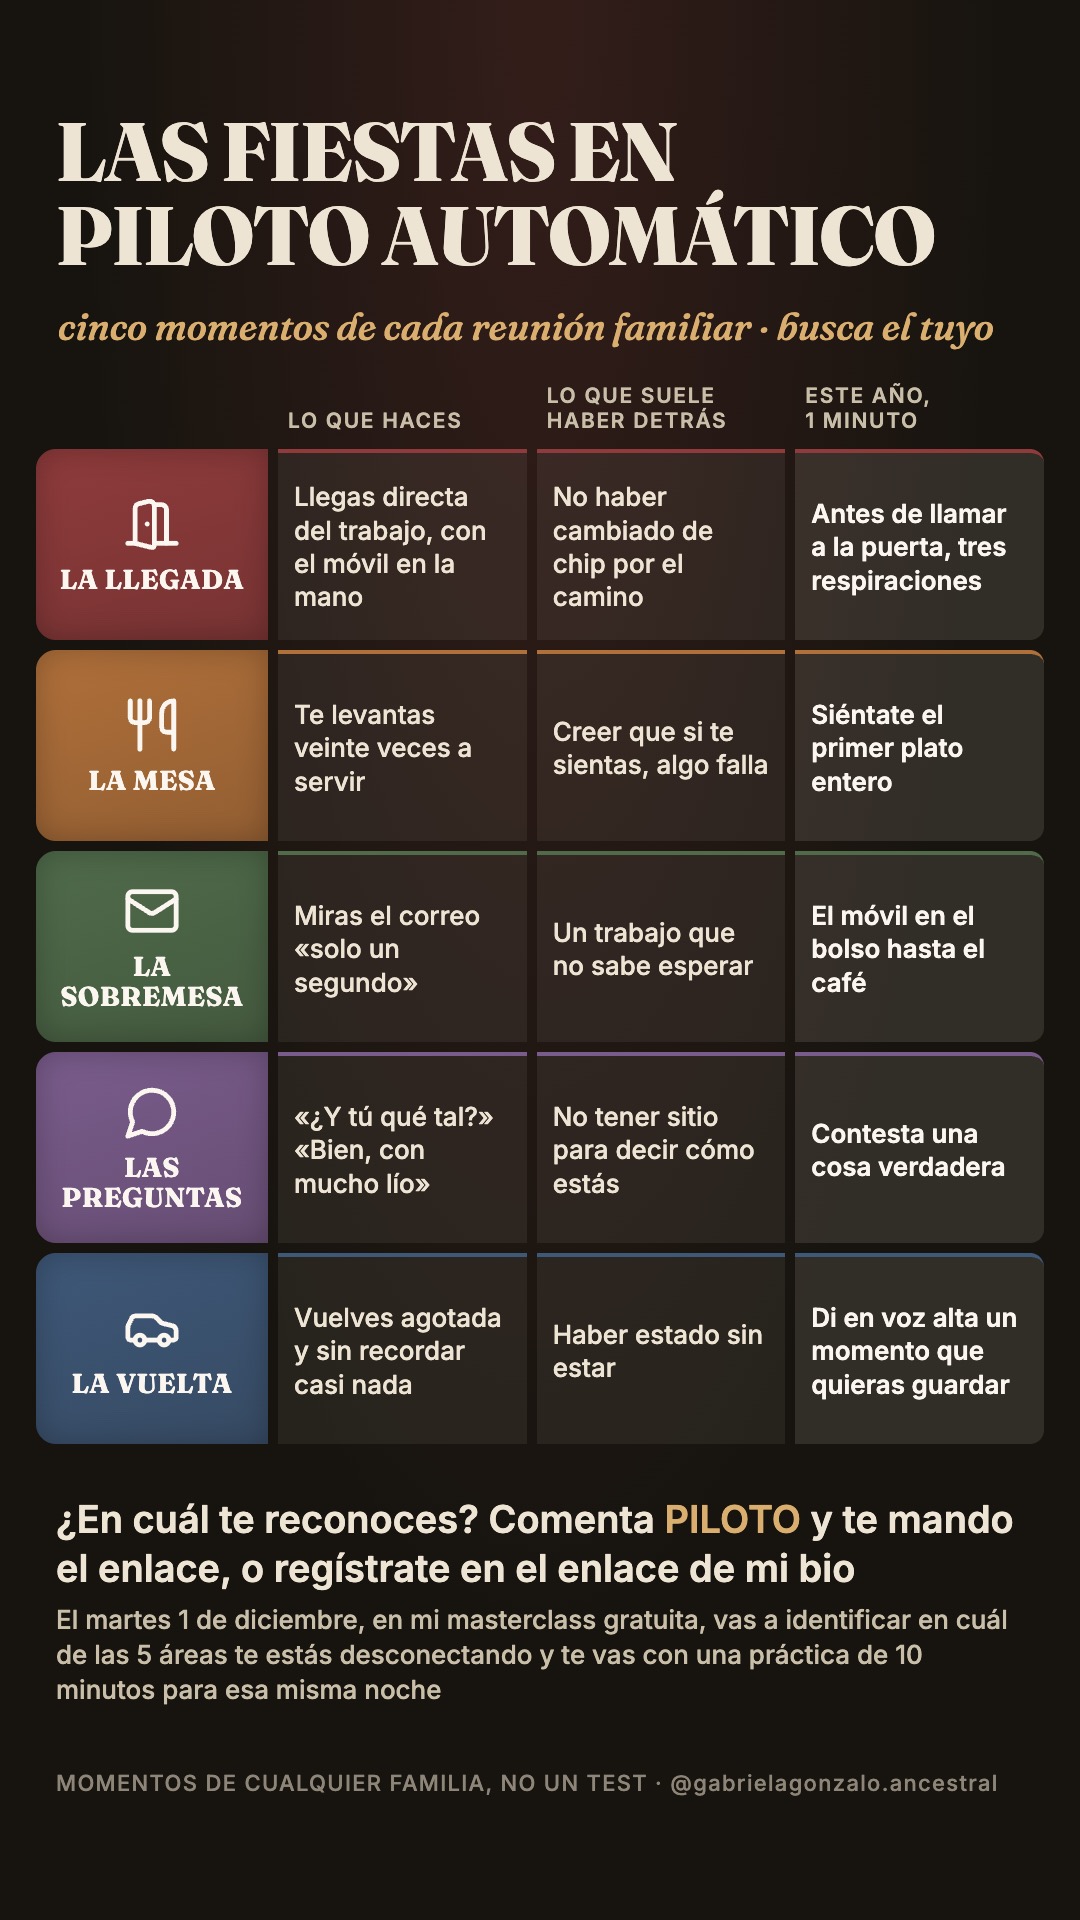 LAS FIESTAS EN
PILOTO AUTOMÁTICO
cinco momentos de cada reunión familiar · busca el tuyo
LO QUE HACES
LO QUE SUELE
HABER DETRÁS
ESTE AÑO,
1 MINUTO
LA LLEGADA
Llegas directa
del trabajo, con
el móvil en la
mano
No haber
cambiado de
chip por el
camino
Antes de llamar
a la puerta, tres
respiraciones
LA MESA
Te levantas
veinte veces a
servir
Creer que si te
sientas, algo falla
Siéntate el
primer plato
entero
LA
SOBREMESA
Miras el correo
«solo un
segundo»
Un trabajo que
no sabe esperar
El móvil en el
bolso hasta el
café
LAS
PREGUNTAS
«¿Y tú qué tal?»
«Bien, con
mucho lío»
No tener sitio
para decir cómo
estás
Contesta una
cosa verdadera
LA VUELTA
Vuelves agotada
y sin recordar
casi nada
Haber estado sin
estar
Di en voz alta un
momento que
quieras guardar
¿En cuál te reconoces? Comenta PILOTO y te mando
el enlace, o regístrate en el enlace de mi bio
El martes 1 de diciembre, en mi masterclass gratuita, vas a identificar en cuál
de las 5 áreas te estás desconectando y te vas con una práctica de 10
minutos para esa misma noche
MOMENTOS DE CUALQUIER FAMILIA, NO UN TEST · @gabrielagonzalo.ancestral